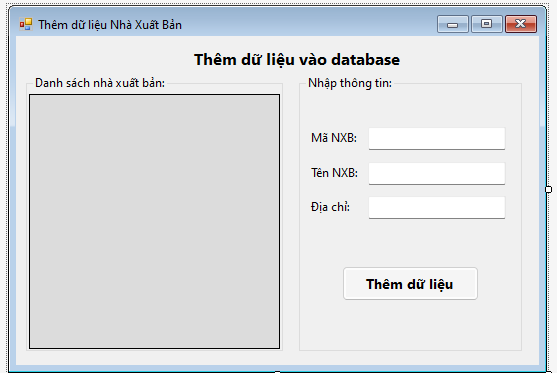 Thêm dữ liệu Nhà Xuất Bản
Thêm dữ liệu vào database
Danh sách nhà xuất bản:
Nhập thông tin:
Mã NXB:
Tên NXB:
Địa chỉ:
Thêm dữ liệu